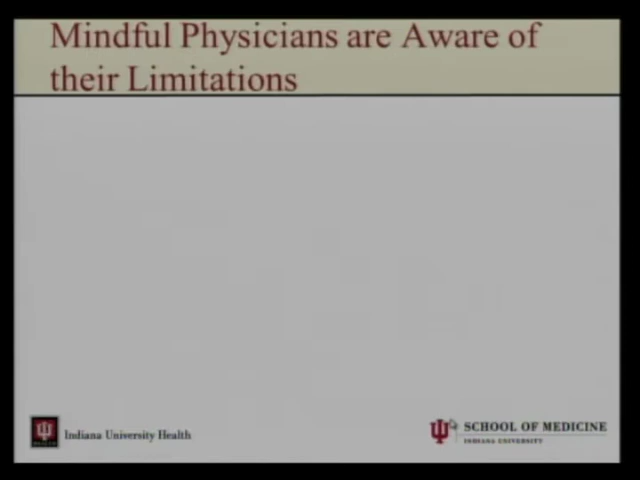 Mindful Physicians are Aware of
their Limitations
Indiana University Health
SCHOOL OF MEDICINE
INDIANA UNIVERSITY